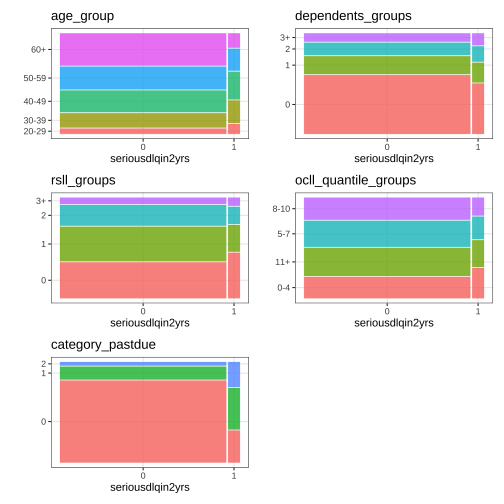 age_group
60+
50-59
40-49
30-39
20-29
0 1
seriousdlqin2yrs
dependents_groups
3+
2
1
0
0 1
seriousdlqin2yrs
rsll_groups
3+
2
1
0
0 1
seriousdlqin2yrs
ocll_quantile_groups
8-10
5-7
11+
0-4
0 1
seriousdlqin2yrs
category_pastdue
2
1
0
0 1
seriousdlqin2yrs